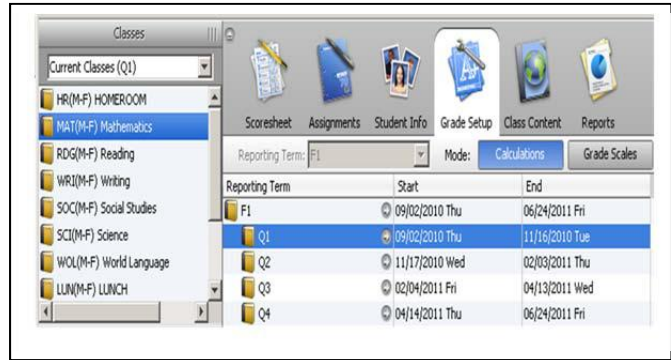 Classes
Current Classes (Q1)
HR(M-F) HOMEROOM
MAT(M-F) Mathematics
RDG(M-F) Reading
WRI(M-F) Writing
SOC(M-F) Social Studies
SCI(M-F) Science
WOL(M-F) World Language
LUN(M-F) LUNCH
Scoresheet Assignments Student Info Grade Setup Class Content Reports
Reporting Term: F1 Mode: Calculations Grade Scales
Reporting Term Start End
F1 09/02/2010 Thu 06/24/2011 Fri
Q1 09/02/2010 Thu 11/16/2010 Tue
Q2 11/17/2010 Wed 02/03/2011 Thu
Q3 02/04/2011 Fri 04/13/2011 Wed
Q4 04/14/2011 Thu 06/24/2011 Fri